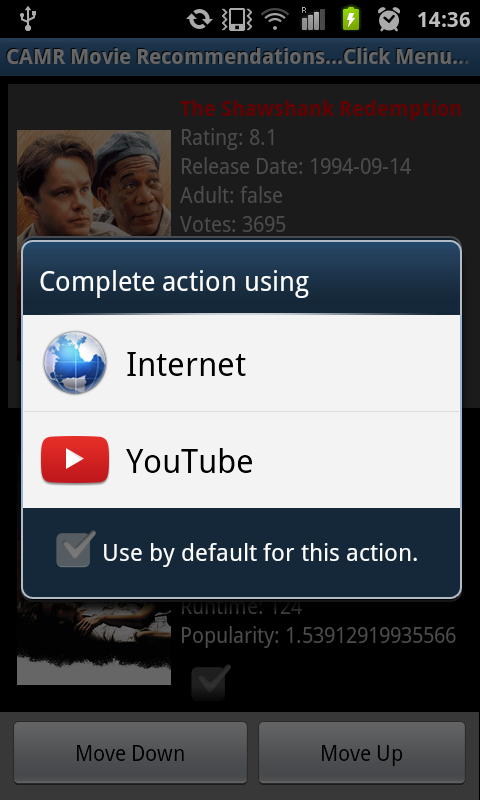 R
14:36
CAMR Movie Recommendations...Click Menu...
The Shawshank Redemption
Rating: 8.1
Release Date: 1994-09-14
Adult: false
Votes: 3695
Complete action using
Internet
YouTube
Use by default for this action.
Runtime: 124
Popularity: 1.53912919935566
Move Down
Move Up